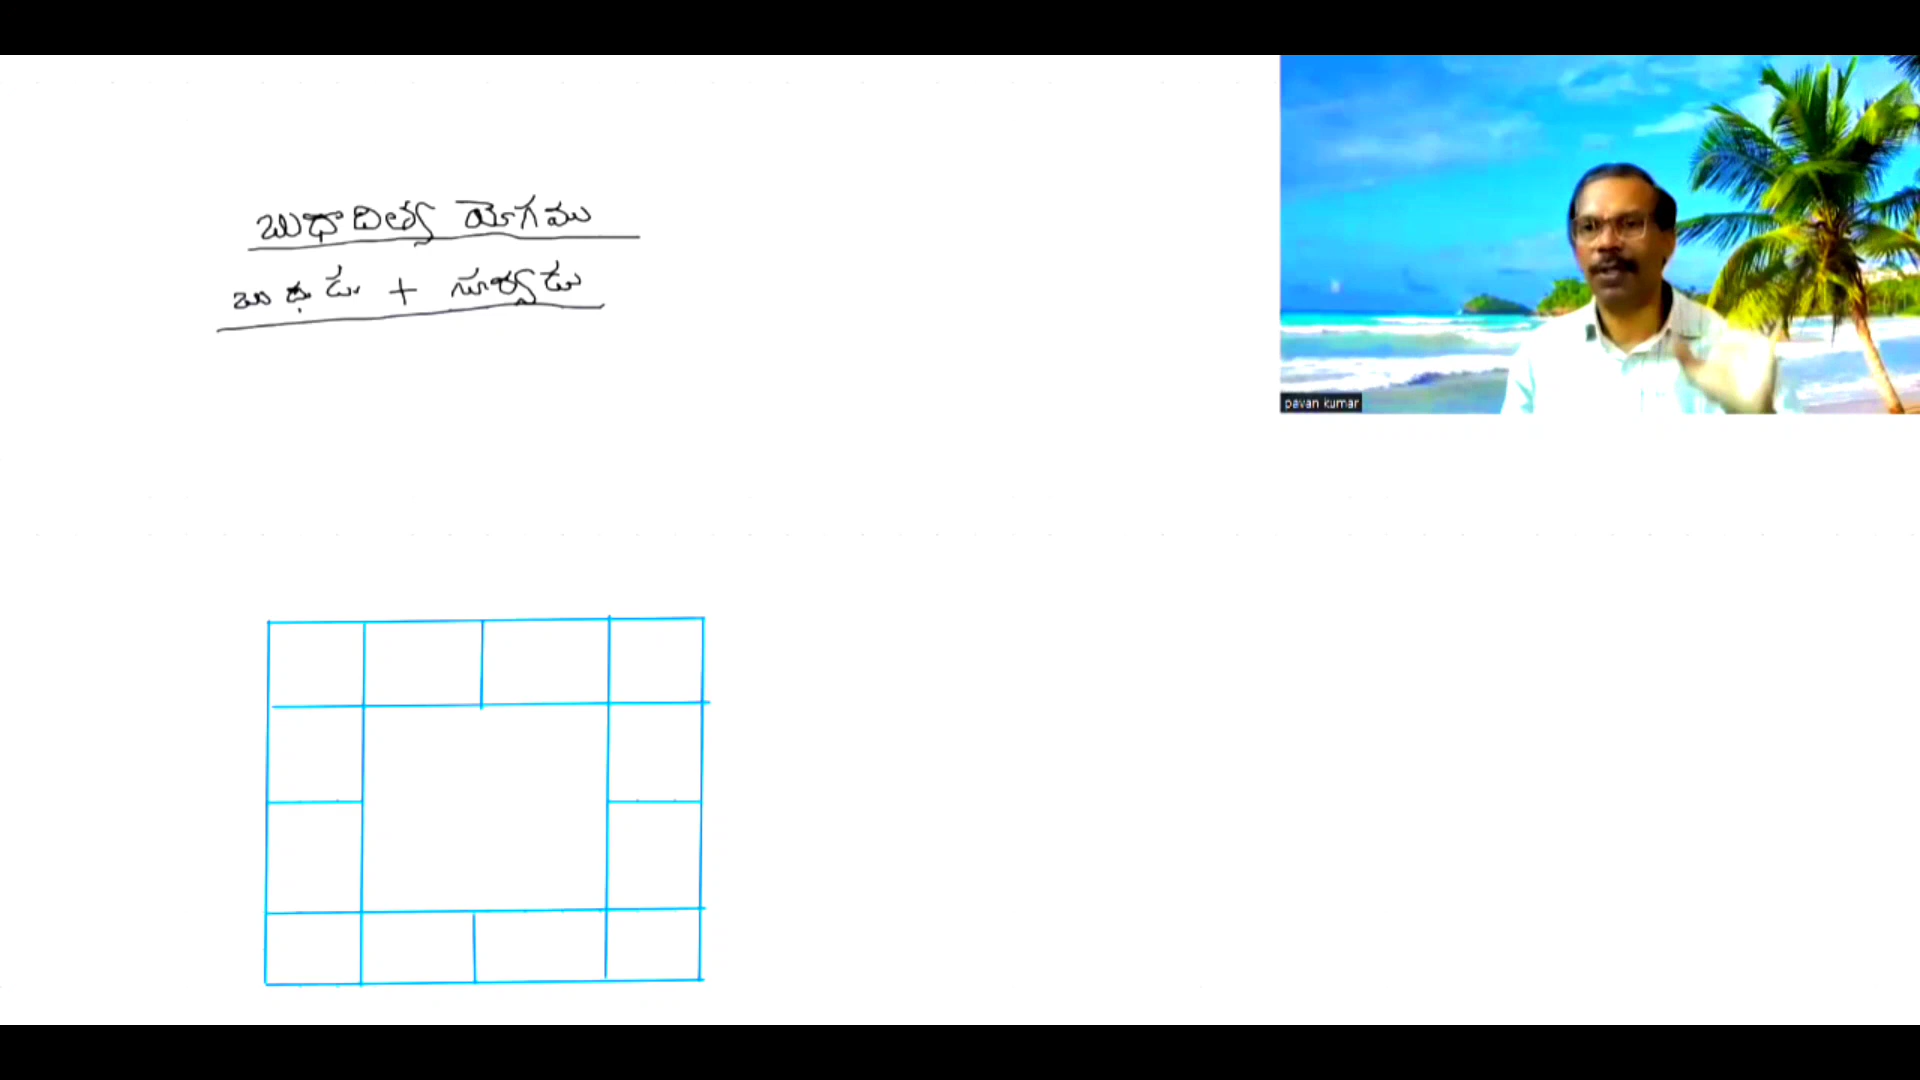 బుధాదిత్య యోగము
బుధుడు + సూర్యుడు
pavan kumar